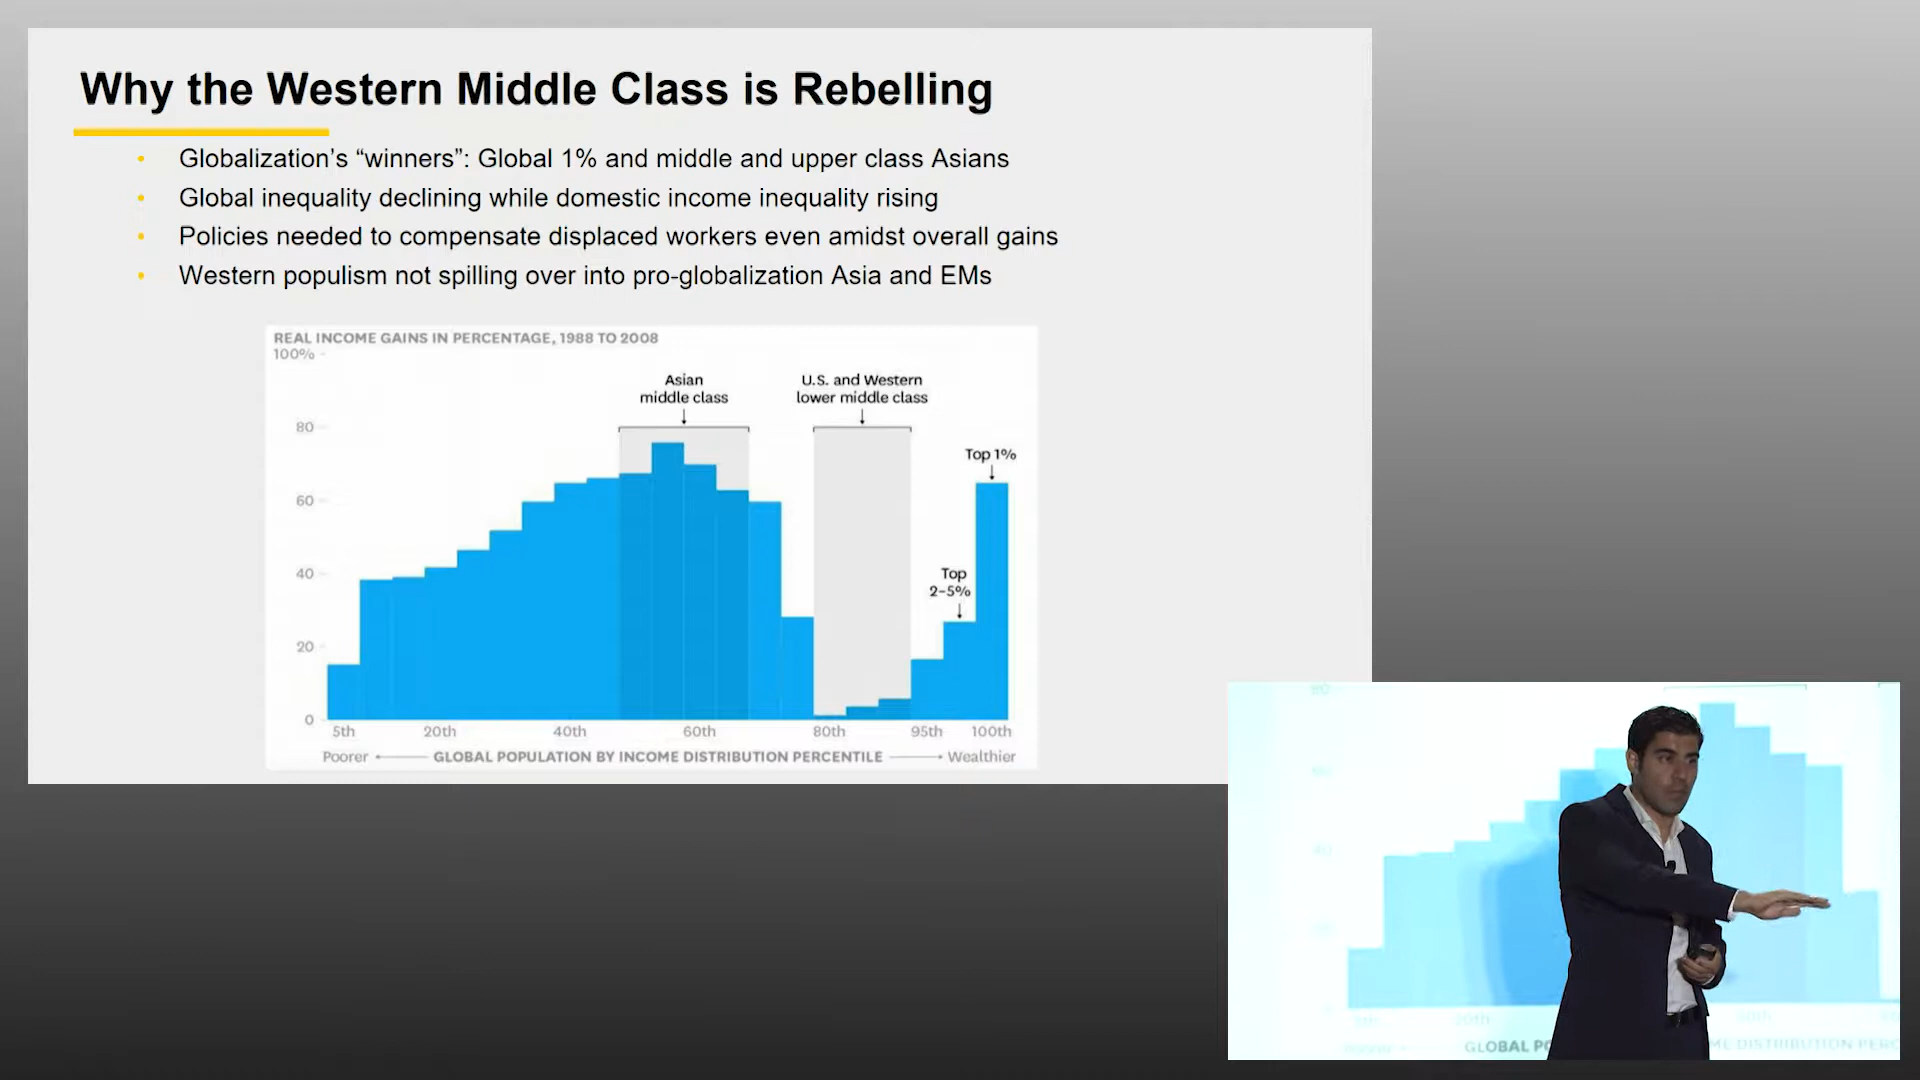 Why the Western Middle Class is Rebelling
• Globalization’s “winners”: Global 1% and middle and upper class Asians
• Global inequality declining while domestic income inequality rising
• Policies needed to compensate displaced workers even amidst overall gains
• Western populism not spilling over into pro-globalization Asia and EMs
REAL INCOME GAINS IN PERCENTAGE, 1988 TO 2008
100%
Asian
middle class
U.S. and Western
lower middle class
80
Top 1%
60
Top
2–5%
40
20
0
5th 20th 40th 60th 80th 95th 100th
Poorer GLOBAL POPULATION BY INCOME DISTRIBUTION PERCENTILE Wealthier
80
20th
GLOBAL DISTRIBUTION